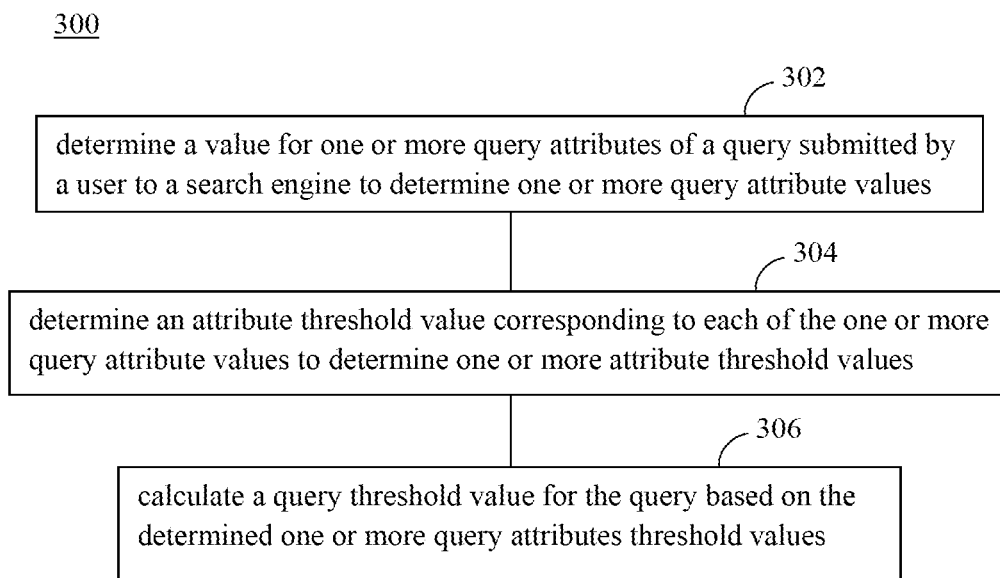 300
302
determine a value for one or more query attributes of a query submitted by
a user to a search engine to determine one or more query attribute values
304
determine an attribute threshold value corresponding to each of the one or more
query attribute values to determine one or more attribute threshold values
306
calculate a query threshold value for the query based on the
determined one or more query attributes threshold values